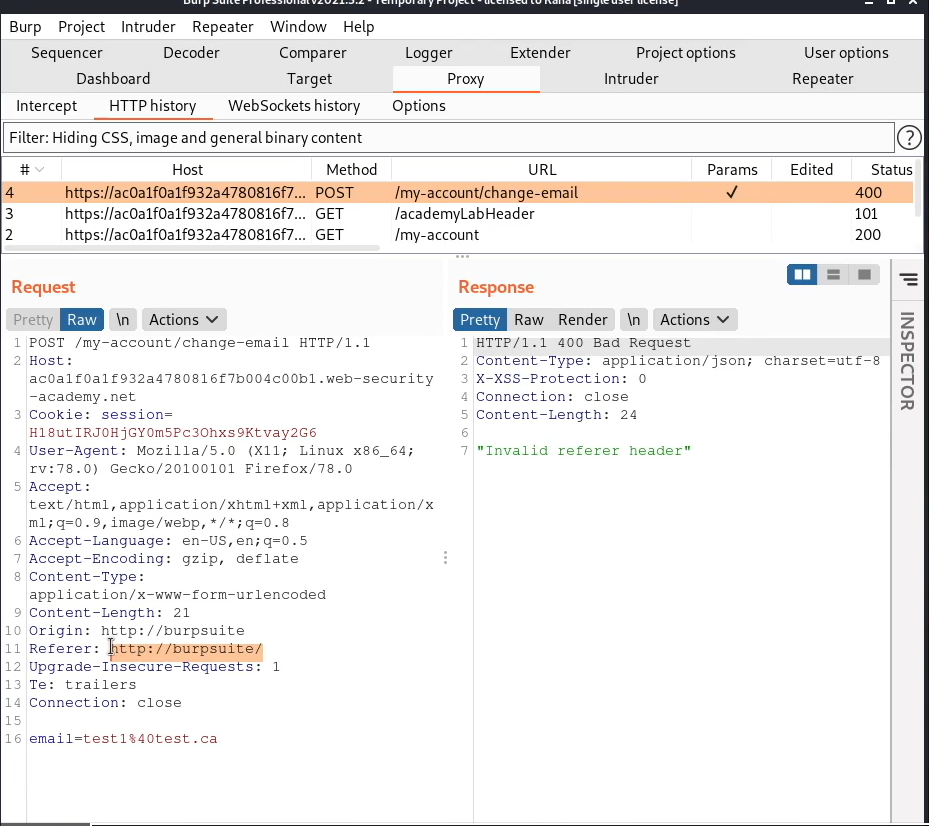 Burp Suite Professional v2021.3.2 - Temporary Project - licensed to Rana [single user license]
Burp Project Intruder Repeater Window Help
Sequencer Decoder Comparer Logger Extender Project options User options
Dashboard Target Proxy Intruder Repeater
Intercept HTTP history WebSockets history Options
Filter: Hiding CSS, image and general binary content ?
# Host Method URL Params Edited Status
4 https://ac0a1f0a1f932a4780816f7... POST /my-account/change-email ✓ 400
3 https://ac0a1f0a1f932a4780816f7... GET /academyLabHeader 101
2 https://ac0a1f0a1f932a4780816f7... GET /my-account 200
Request
Pretty Raw \n Actions
1 POST /my-account/change-email HTTP/1.1
2 Host:
ac0a1f0a1f932a4780816f7b004c00b1.web-security
-academy.net
3 Cookie: session=
H18utIRJ0HjGY0m5Pc3Ohxs9Ktvay2G6
4 User-Agent: Mozilla/5.0 (X11; Linux x86_64;
rv:78.0) Gecko/20100101 Firefox/78.0
5 Accept:
text/html,application/xhtml+xml,application/x
ml;q=0.9,image/webp,*/*;q=0.8
6 Accept-Language: en-US,en;q=0.5
7 Accept-Encoding: gzip, deflate
8 Content-Type:
application/x-www-form-urlencoded
9 Content-Length: 21
10 Origin: http://burpsuite
11 Referer: http://burpsuite/
12 Upgrade-Insecure-Requests: 1
13 Te: trailers
14 Connection: close
15
16 email=test1%40test.ca
Response
Pretty Raw Render \n Actions
1 HTTP/1.1 400 Bad Request
2 Content-Type: application/json; charset=utf-8
3 X-XSS-Protection: 0
4 Connection: close
5 Content-Length: 24
6
7 "Invalid referer header"
INSPECTOR